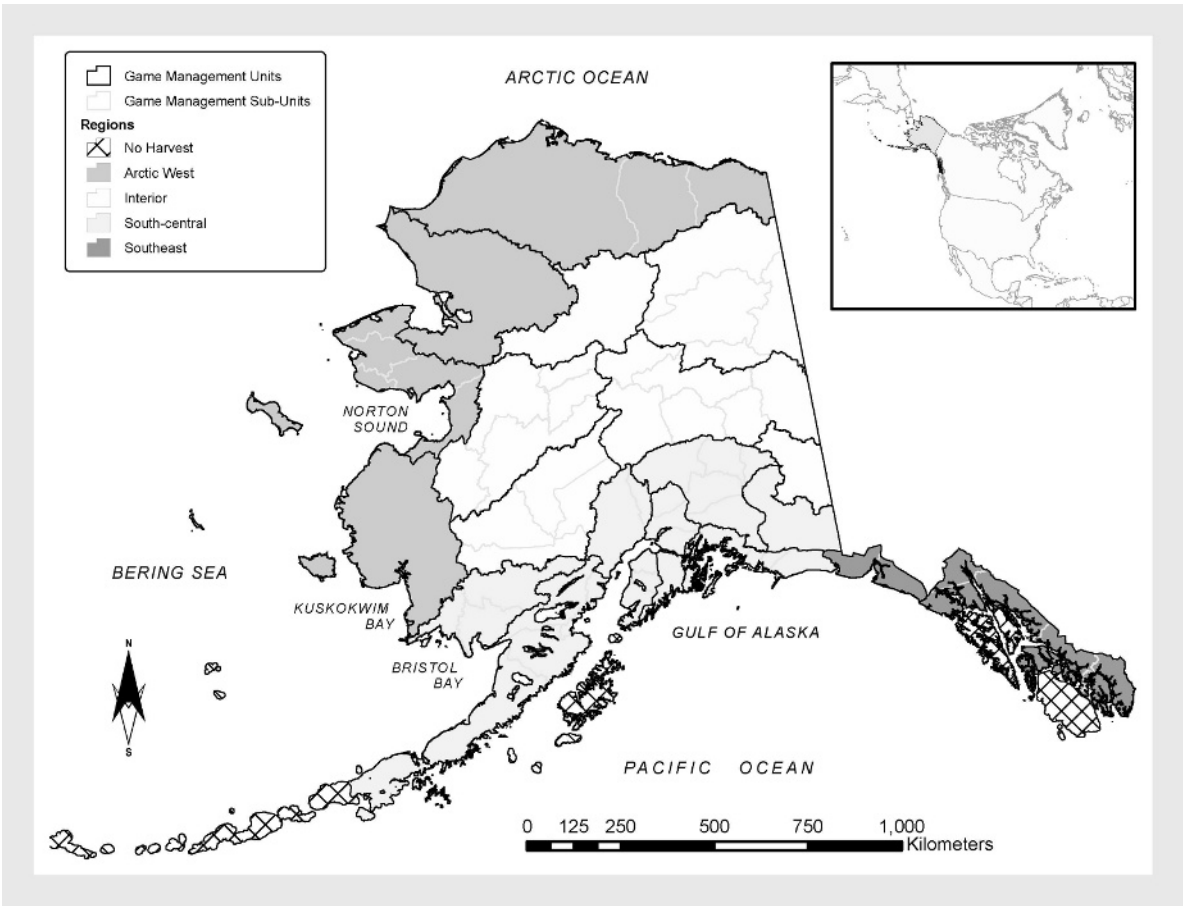 Game Management Units
Game Management Sub-Units
Regions
No Harvest
Arctic West
Interior
South-central
Southeast
ARCTIC OCEAN
NORTON
SOUND
BERING SEA
KUSKOKWIM
BAY
BRISTOL
BAY
GULF OF ALASKA
PACIFIC OCEAN
N
S
0 125 250 500 750 1,000
Kilometers